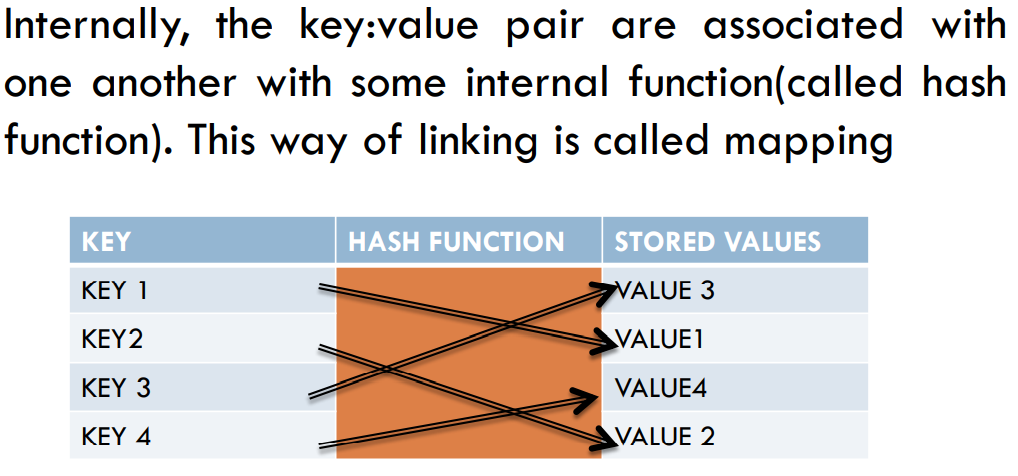 Internally, the key:value pair are associated with
one another with some internal function(called hash
function). This way of linking is called mapping
KEY HASH FUNCTION STORED VALUES
KEY 1 VALUE 3
KEY2 VALUE1
KEY 3 VALUE4
KEY 4 VALUE 2